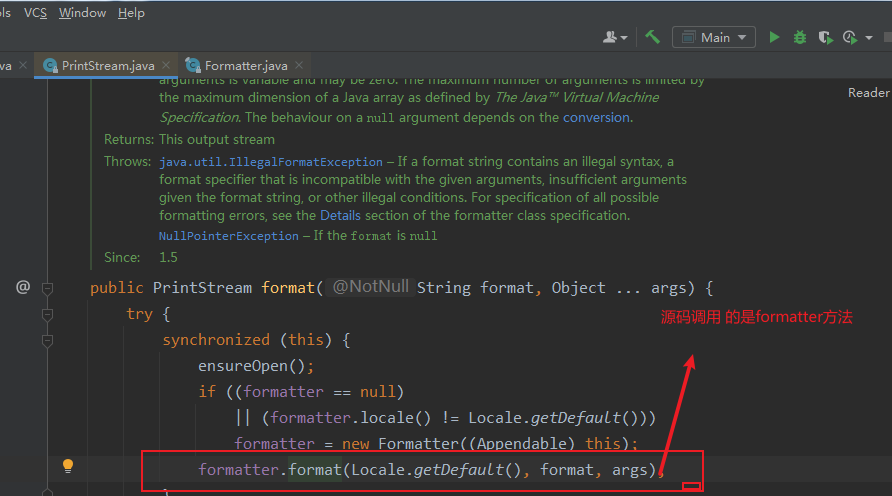 ols VCS Window Help
Main
va PrintStream.java Formatter.java
arguments is variable and may be zero. The maximum number of arguments is limited by
the maximum dimension of a Java array as defined by The Java™ Virtual Machine
Reader
Specification. The behaviour on a null argument depends on the conversion.
Returns: This output stream
Throws: java.util.IllegalFormatException – If a format string contains an illegal syntax, a
format specifier that is incompatible with the given arguments, insufficient arguments
given the format string, or other illegal conditions. For specification of all possible
formatting errors, see the Details section of the formatter class specification.
NullPointerException – If the format is null
Since: 1.5
@ public PrintStream format( @NotNull String format, Object ... args) {
try {
源码调用 的是formatter方法
synchronized (this) {
ensureOpen();
if ((formatter == null)
|| (formatter.locale() != Locale.getDefault()))
formatter = new Formatter((Appendable) this);
formatter.format(Locale.getDefault(), format, args);
}